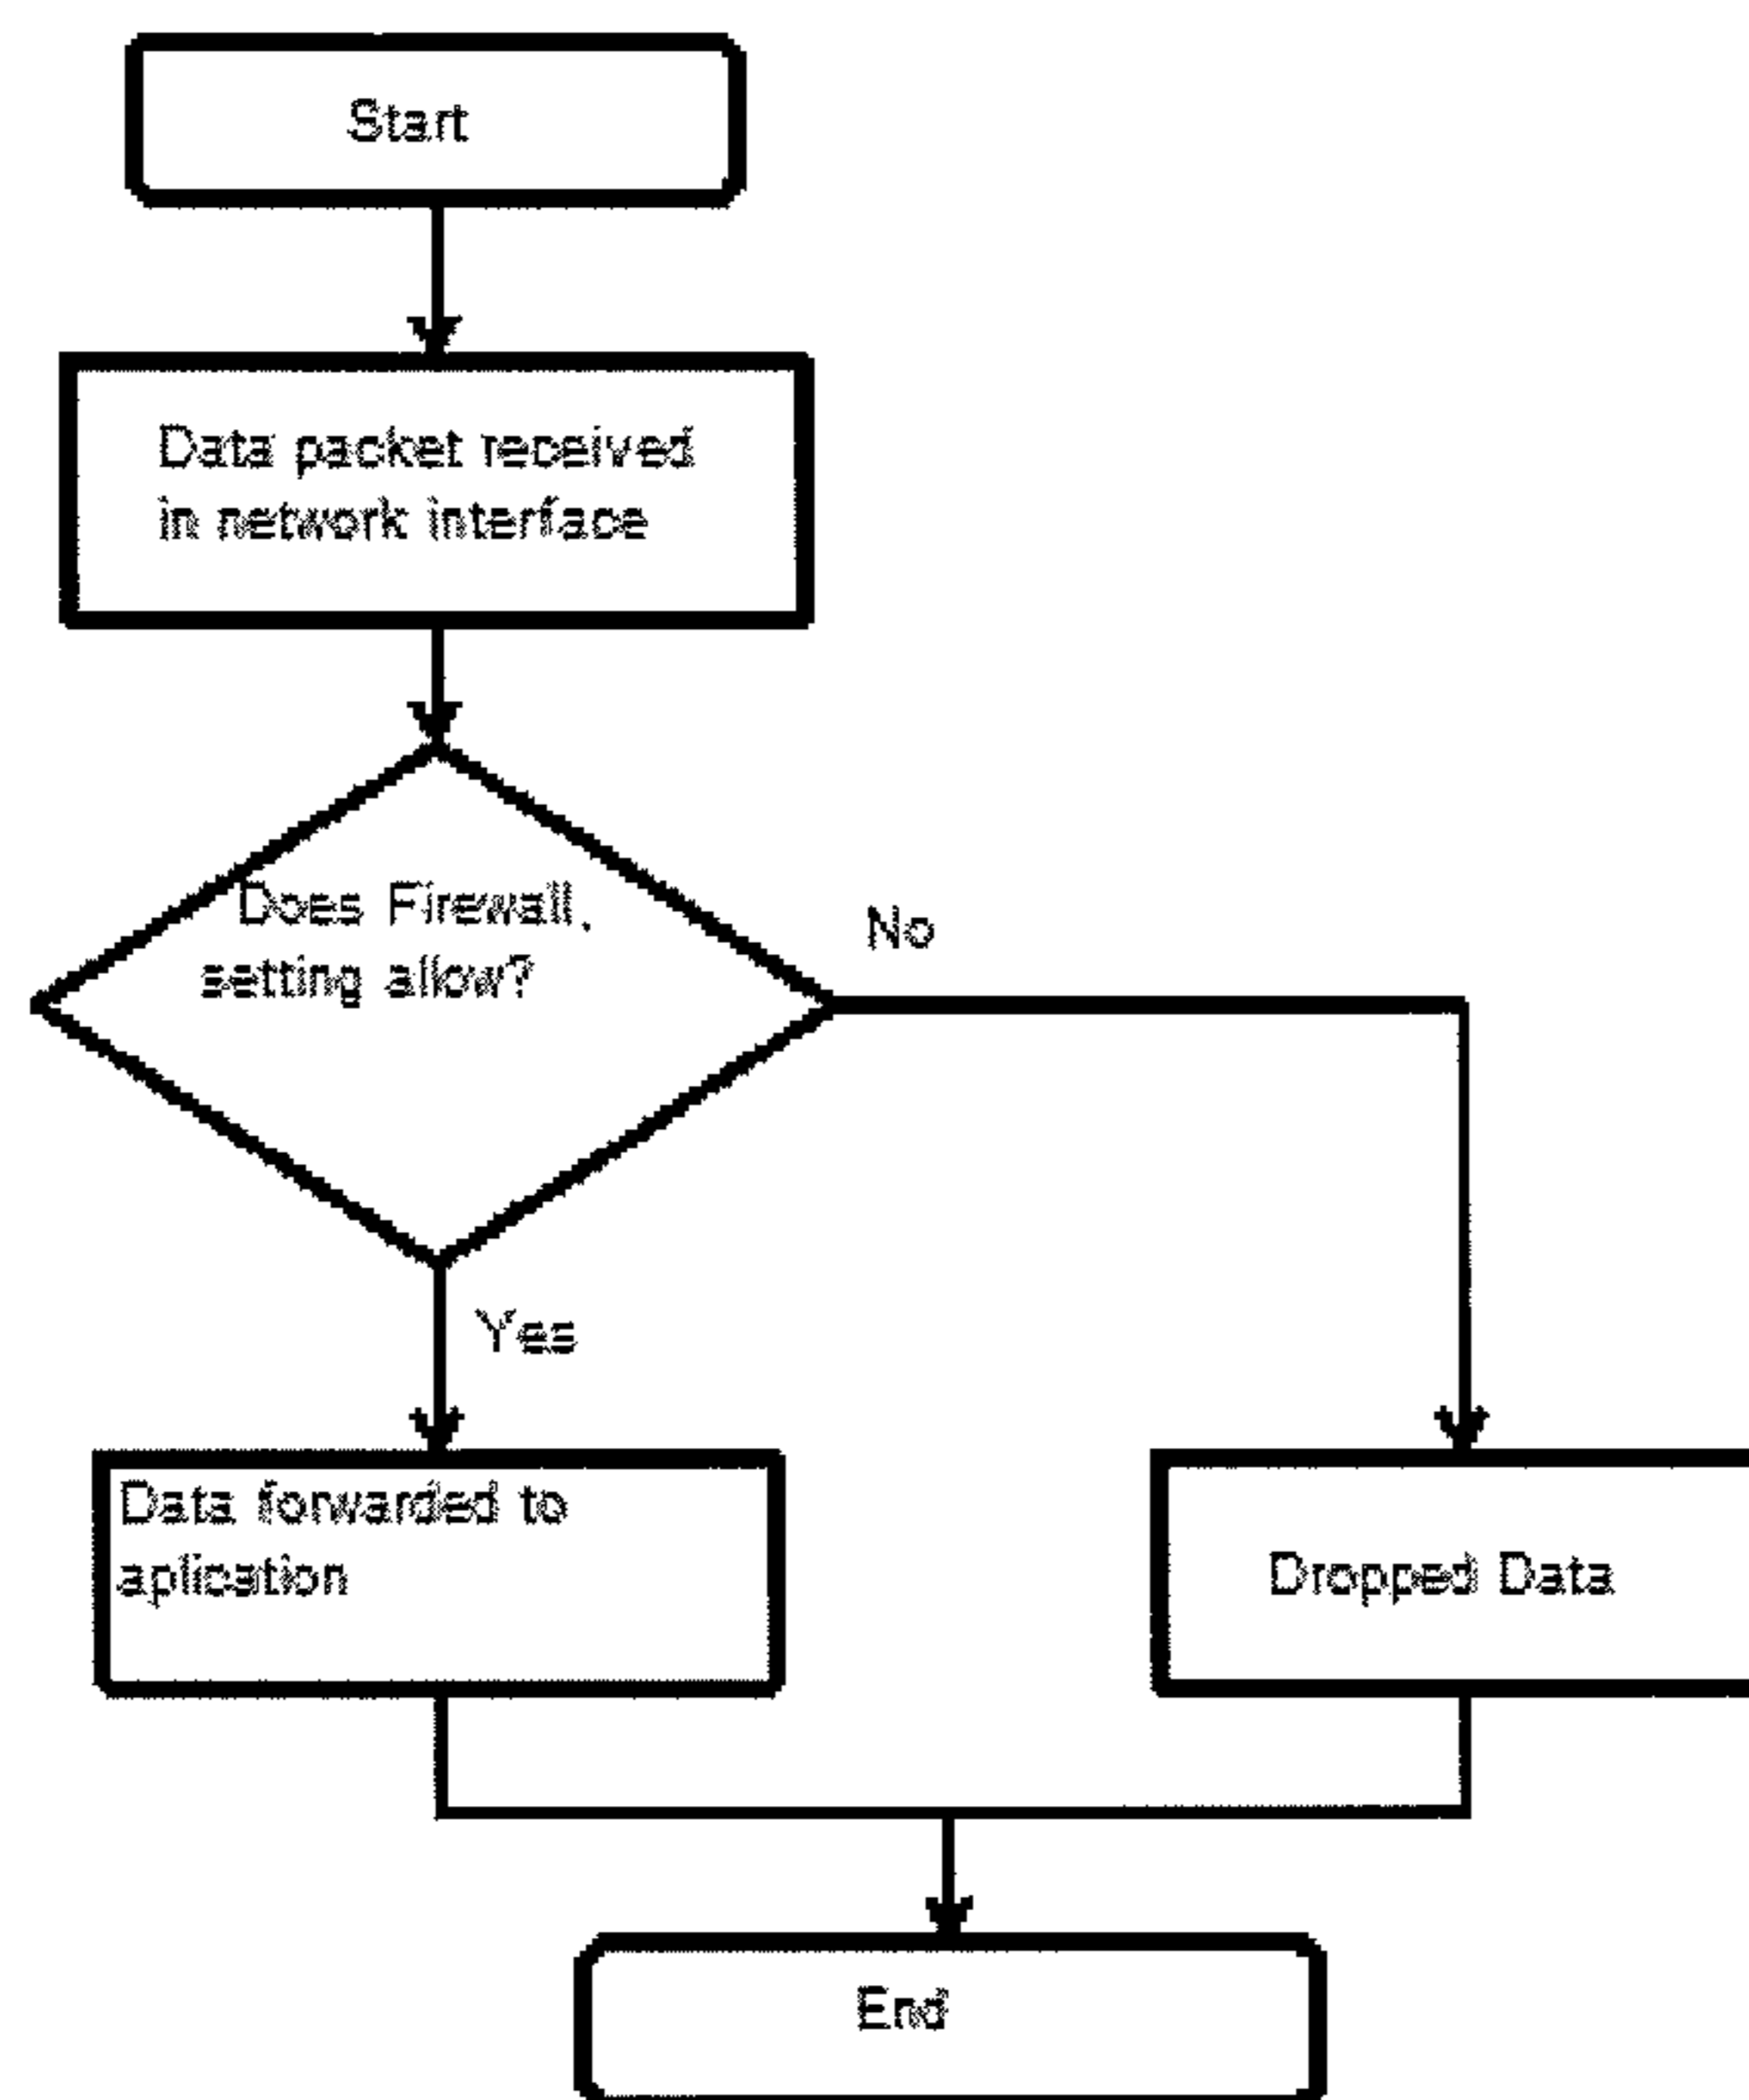 Start
Data packet received
in network interface
Does Firewall,
setting allow?
No
Yes
Data forwarded to
aplication
Dropped Data
End